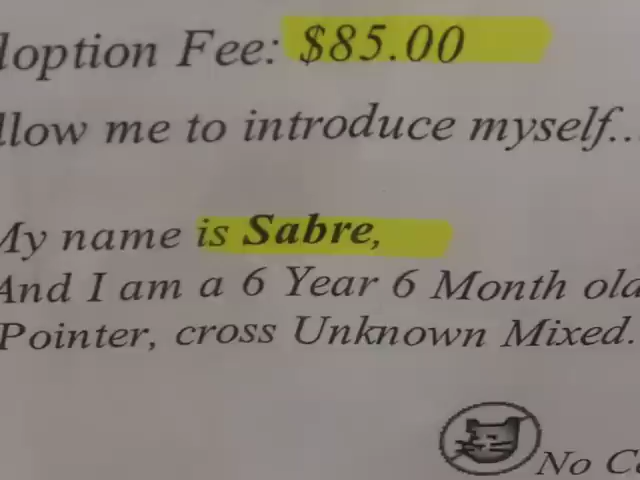 doption Fee: $85.00
llow me to introduce myself...
My name is Sabre,
And I am a 6 Year 6 Month old
Pointer, cross Unknown Mixed.
No Ca